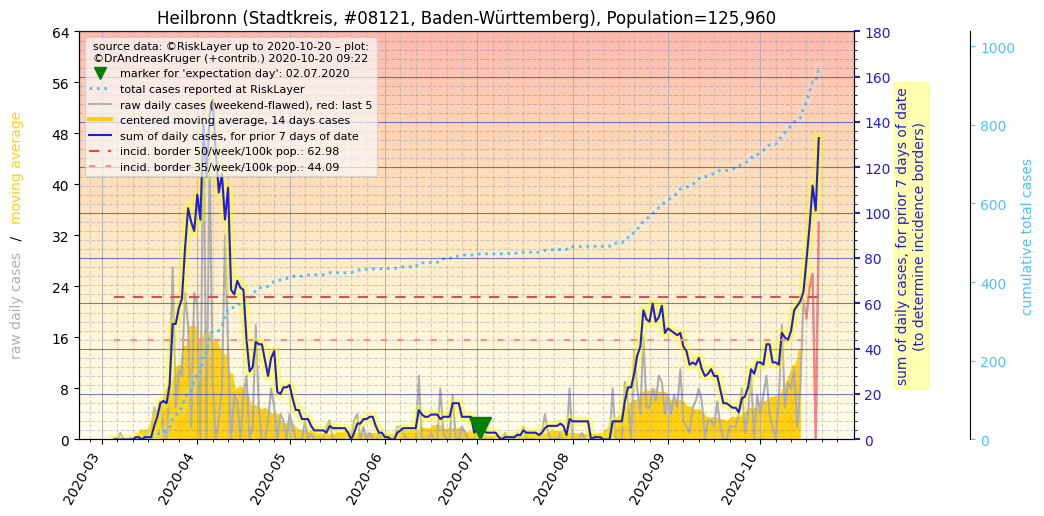 Heilbronn (Stadtkreis, #08121, Baden-Württemberg), Population=125,960
source data: ©RiskLayer up to 2020-10-20 – plot:
©DrAndreasKruger (+contrib.) 2020-10-20 09:22
marker for 'expectation day': 02.07.2020
total cases reported at RiskLayer
raw daily cases (weekend-flawed), red: last 5
centered moving average, 14 days cases
sum of daily cases, for prior 7 days of date
incid. border 50/week/100k pop.: 62.98
incid. border 35/week/100k pop.: 44.09
raw daily cases / moving average
64
56
48
40
32
24
16
8
0
180
160
140
120
100
80
60
40
20
0
sum of daily cases, for prior 7 days of date
(to determine incidence borders)
1000
800
600
400
200
0
cumulative total cases
2020-03
2020-04
2020-05
2020-06
2020-07
2020-08
2020-09
2020-10